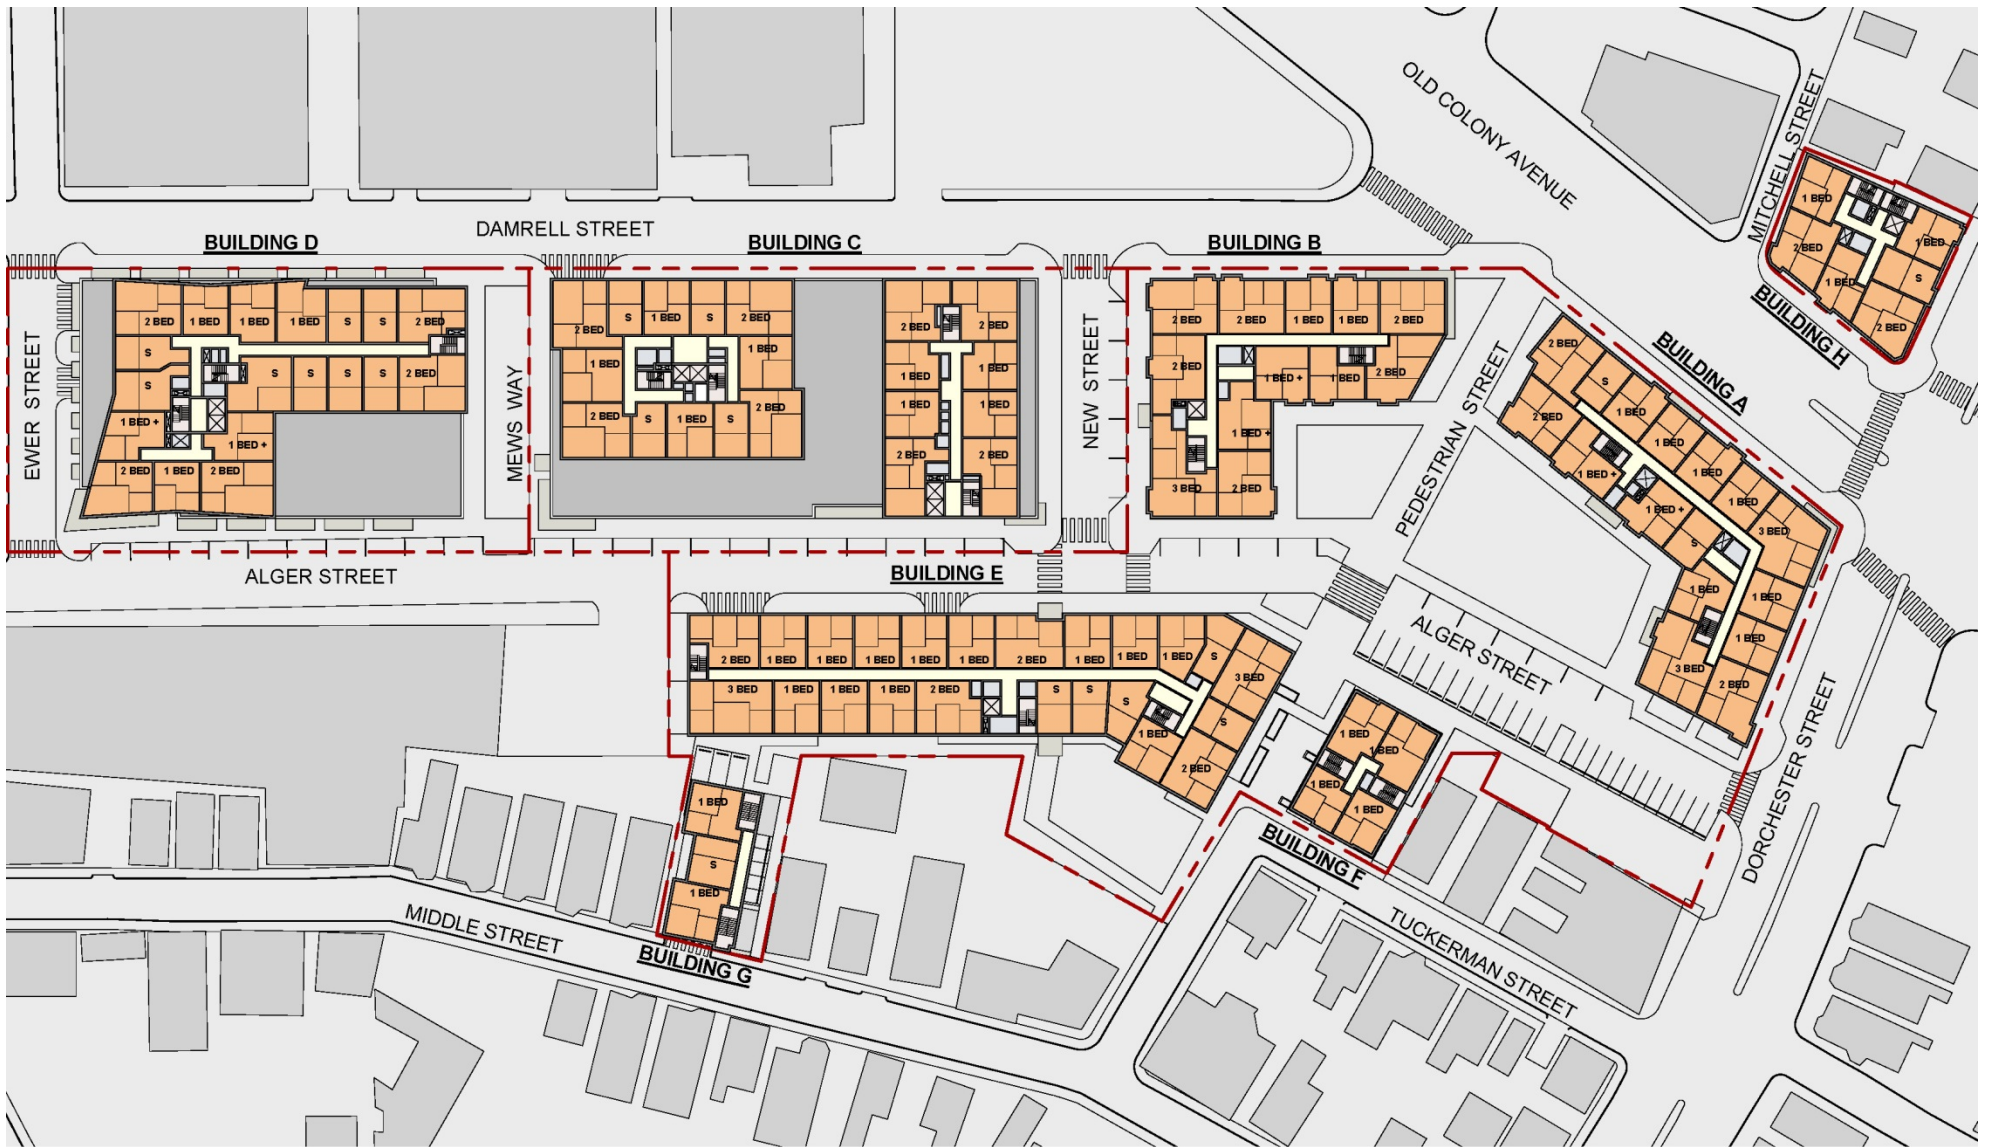 OLD COLONY AVENUE
MITCHELL STREET
DAMRELL STREET
BUILDING D
BUILDING C
BUILDING B
BUILDING H
1 BED
1 BED
2 BED
1 BED
S
2 BED
BUILDING A
EWER STREET
2 BED
1 BED
1 BED
1 BED
S
S
2 BED
S
S
S
S
S
S
2 BED
1 BED +
1 BED +
2 BED
1 BED
2 BED
MEWS WAY
2 BED
S
1 BED
S
2 BED
1 BED
1 BED
2 BED
S
1 BED
S
2 BED
2 BED
2 BED
1 BED
1 BED
1 BED
1 BED
2 BED
2 BED
NEW STREET
2 BED
2 BED
1 BED
1 BED
2 BED
2 BED
1 BED +
1 BED
2 BED
1 BED +
3 BED
2 BED
PEDESTRIAN STREET
2 BED
S
1 BED
1 BED
1 BED
1 BED
3 BED
2 BED
1 BED +
1 BED +
S
1 BED
1 BED
1 BED
3 BED
2 BED
ALGER STREET
BUILDING E
ALGER STREET
2 BED
1 BED
1 BED
1 BED
1 BED
1 BED
2 BED
1 BED
1 BED
1 BED
S
3 BED
3 BED
1 BED
1 BED
1 BED
2 BED
S
S
S
S
1 BED
2 BED
1 BED
1 BED
1 BED
1 BED
BUILDING F
DORCHESTER STREET
1 BED
S
1 BED
BUILDING G
MIDDLE STREET
TUCKERMAN STREET